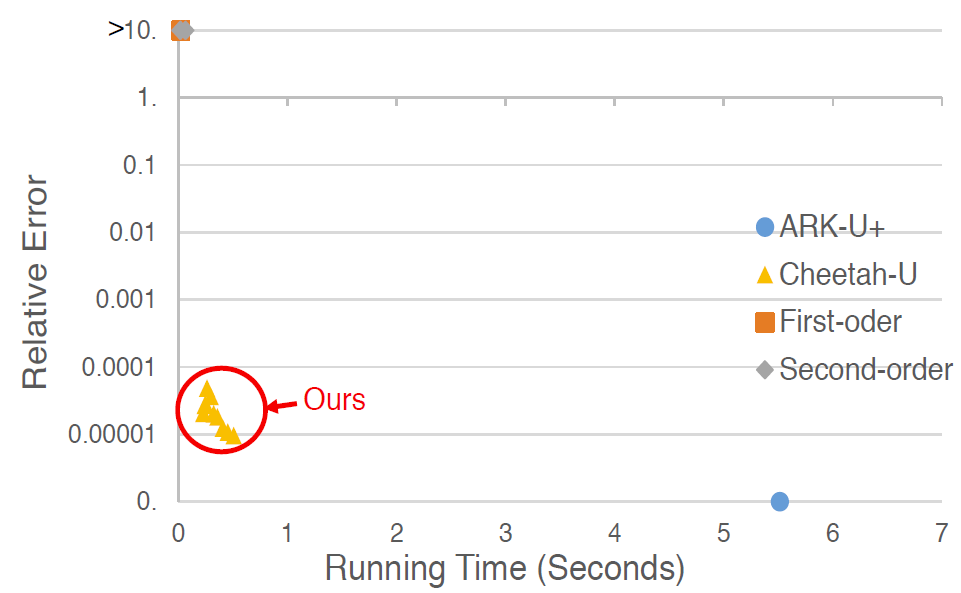 >10.
1.
0.1
0.01
0.001
0.0001
0.00001
0.
Relative Error
ARK-U+
Cheetah-U
First-oder
Second-order
Ours
0 1 2 3 4 5 6 7
Running Time (Seconds)